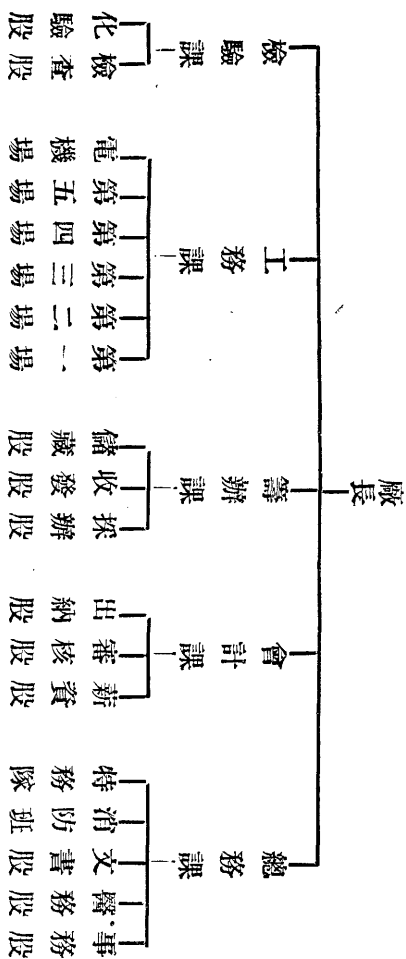 廠長
總務課
事務股
醫務股
文書股
消防班
特務隊
會計課
薪資股
審核股
出納股
籌辦課
採辦股
收發股
儲藏股
工務課
第一場
第二場
第三場
第四場
第五場
電機場
檢驗課
檢查股
化驗股